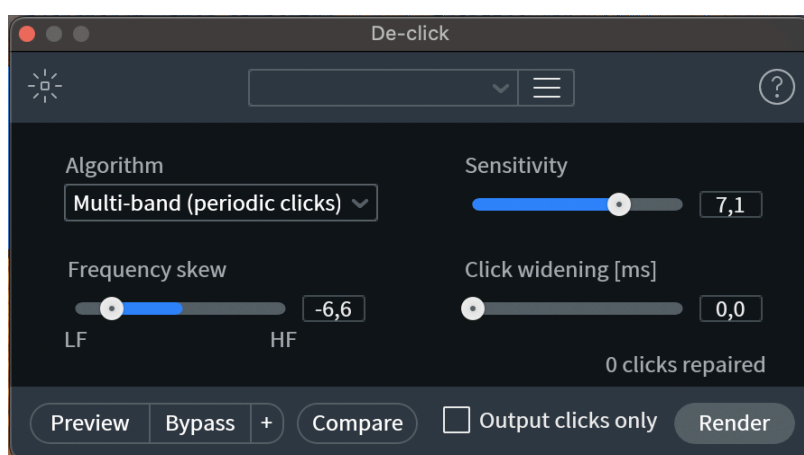 De-click
?
Algorithm
Multi-band (periodic clicks)
Sensitivity
7,1
Frequency skew
-6,6
LF HF
Click widening [ms]
0,0
0 clicks repaired
Preview Bypass + Compare Output clicks only Render